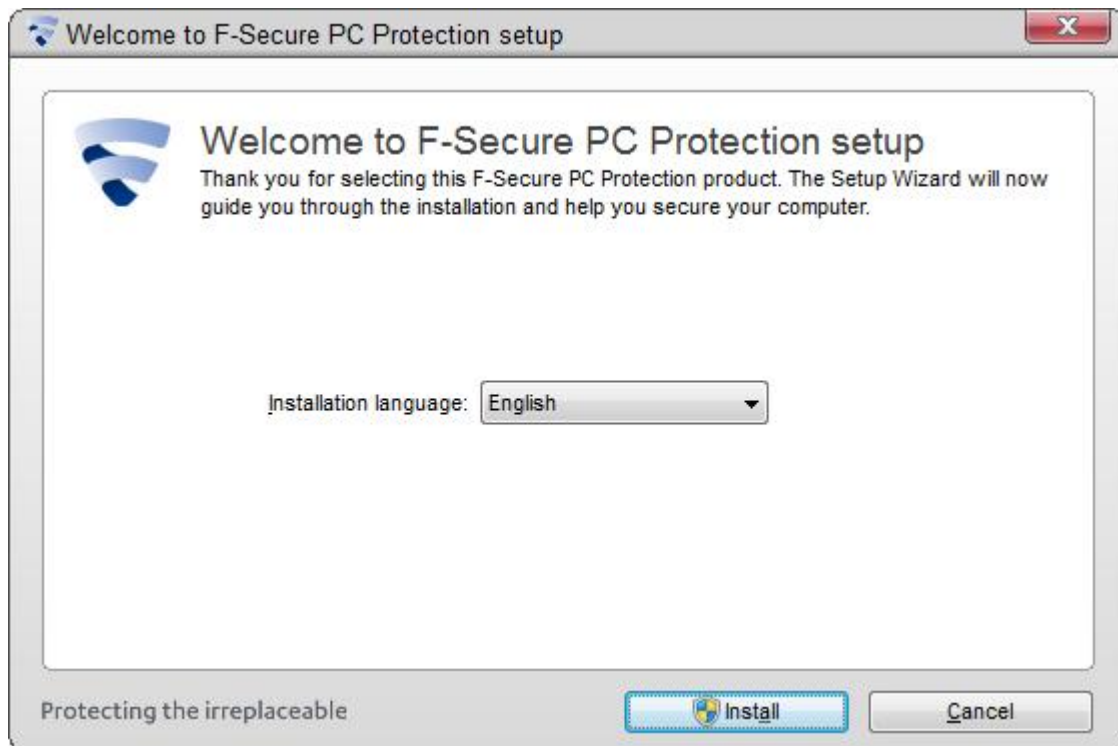 Welcome to F-Secure PC Protection setup
X
Welcome to F-Secure PC Protection setup
Thank you for selecting this F-Secure PC Protection product. The Setup Wizard will now
guide you through the installation and help you secure your computer.
Installation language: English
Protecting the irreplaceable Install Cancel